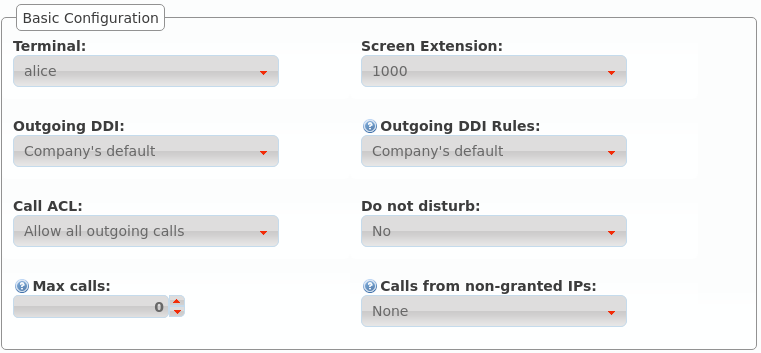 Basic Configuration
Terminal: Screen Extension:
alice 1000
Outgoing DDI: Outgoing DDI Rules:
Company's default Company's default
Call ACL: Do not disturb:
Allow all outgoing calls No
Max calls: Calls from non-granted IPs:
0 None